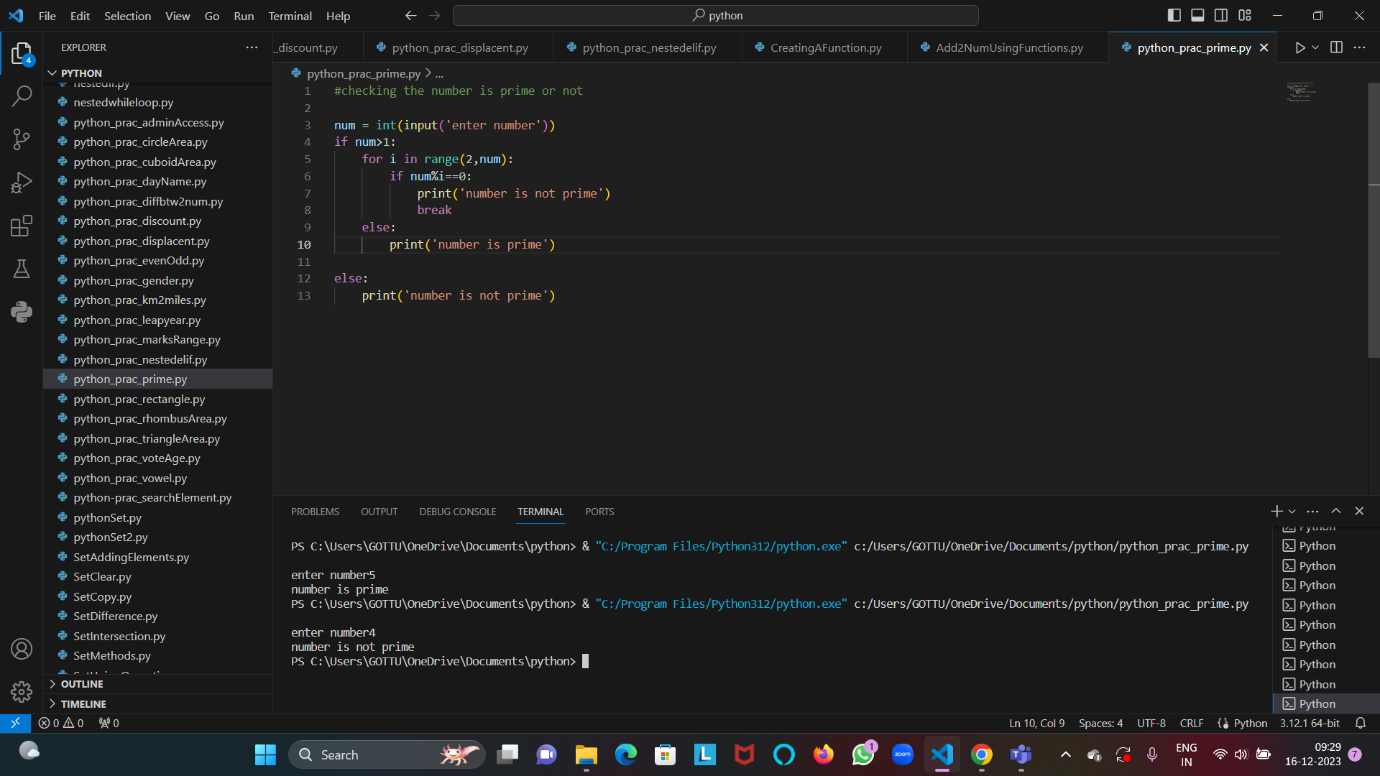 File Edit Selection View Go Run Terminal Help
python
EXPLORER
_discount.py
python_prac_displacent.py
python_prac_nestedelif.py
CreatingAFunction.py
Add2NumUsingFunctions.py
python_prac_prime.py
4
PYTHON
nestedif.py
nestedwhileloop.py
python_prac_adminAccess.py
python_prac_circleArea.py
python_prac_cuboidArea.py
python_prac_dayName.py
python_prac_diffbtw2num.py
python_prac_discount.py
python_prac_displacent.py
python_prac_evenOdd.py
python_prac_gender.py
python_prac_km2miles.py
python_prac_leapyear.py
python_prac_marksRange.py
python_prac_nestedelif.py
python_prac_prime.py
python_prac_rectangle.py
python_prac_rhombusArea.py
python_prac_triangleArea.py
python_prac_voteAge.py
python_prac_vowel.py
python-prac_searchElement.py
pythonSet.py
pythonSet2.py
SetAddingElements.py
SetClear.py
SetCopy.py
SetDifference.py
SetIntersection.py
SetMethods.py
OUTLINE
TIMELINE
python_prac_prime.py > ...
1 #checking the number is prime or not
2
3 num = int(input('enter number'))
4 if num>1:
5 for i in range(2,num):
6 if num%i==0:
7 print('number is not prime')
8 break
9 else:
10 print('number is prime')
11
12 else:
13 print('number is not prime')
PROBLEMS OUTPUT DEBUG CONSOLE TERMINAL PORTS
PS C:\Users\GOTTU\OneDrive\Documents\python> & "C:/Program Files/Python312/python.exe" c:/Users/GOTTU/OneDrive/Documents/python/python_prac_prime.py
enter number5
number is prime
PS C:\Users\GOTTU\OneDrive\Documents\python> & "C:/Program Files/Python312/python.exe" c:/Users/GOTTU/OneDrive/Documents/python/python_prac_prime.py
enter number4
number is not prime
PS C:\Users\GOTTU\OneDrive\Documents\python>
Python
Python
Python
Python
Python
Python
Python
Python
Python
Python
0 0 0
Ln 10, Col 9 Spaces: 4 UTF-8 CRLF Python 3.12.1 64-bit
Search
L
1
zoom
ENG
IN
09:29
16-12-2023
7